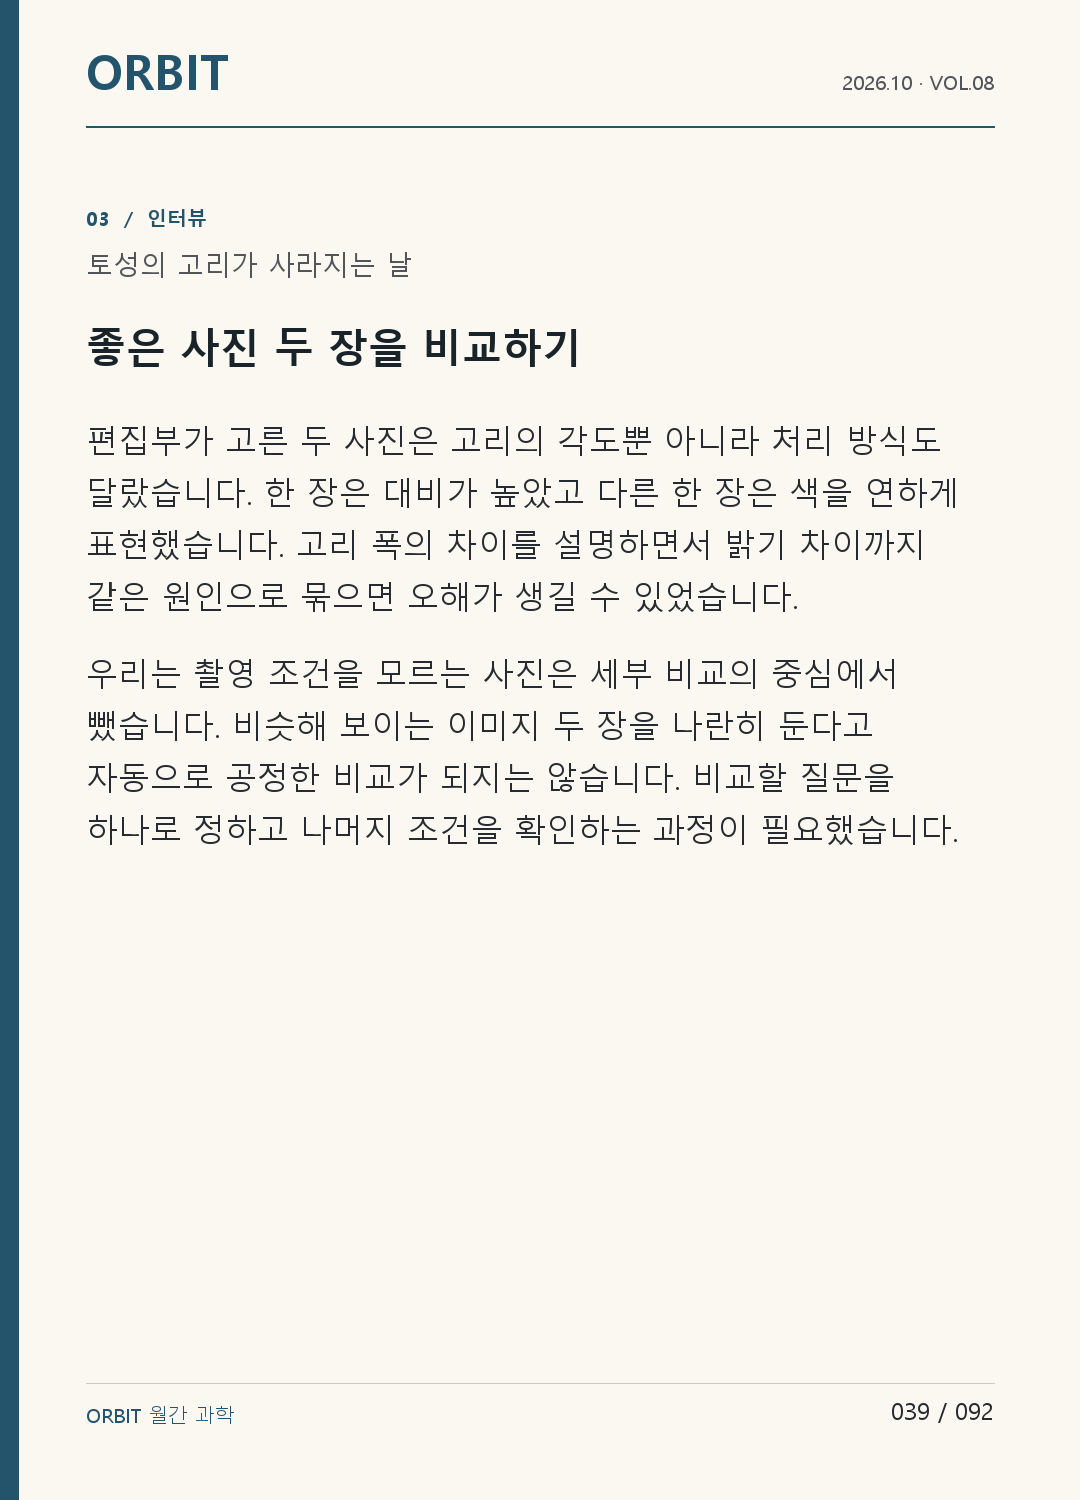 ORBIT
2026.10 · VOL.08
03 / 인터뷰
토성의 고리가 사라지는 날
좋은 사진 두 장을 비교하기
편집부가 고른 두 사진은 고리의 각도뿐 아니라 처리 방식도
달랐습니다. 한 장은 대비가 높았고 다른 한 장은 색을 연하게
표현했습니다. 고리 폭의 차이를 설명하면서 밝기 차이까지
같은 원인으로 묶으면 오해가 생길 수 있었습니다.
우리는 촬영 조건을 모르는 사진은 세부 비교의 중심에서
뺐습니다. 비슷해 보이는 이미지 두 장을 나란히 둔다고
자동으로 공정한 비교가 되지는 않습니다. 비교할 질문을
하나로 정하고 나머지 조건을 확인하는 과정이 필요했습니다.
ORBIT 월간 과학
039 / 092